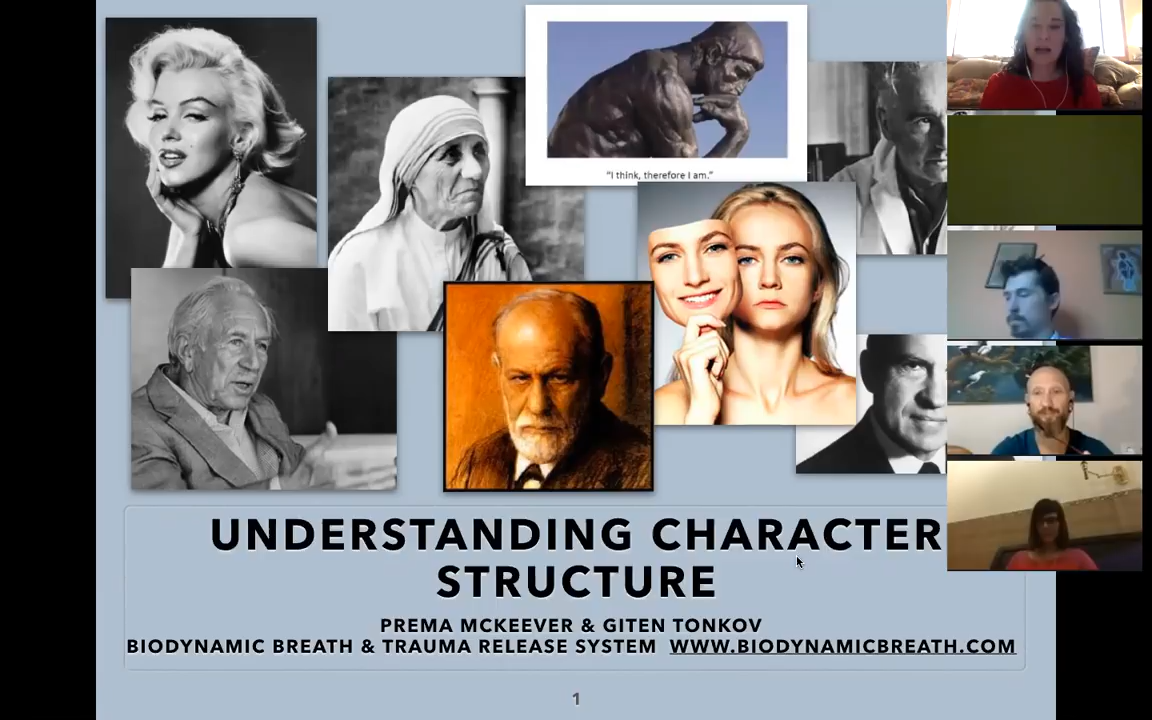 "I think, therefore I am."
UNDERSTANDING CHARACTER
STRUCTURE
PREMA MCKEEVER & GITEN TONKOV
BIODYNAMIC BREATH & TRAUMA RELEASE SYSTEM WWW.BIODYNAMICBREATH.COM
1